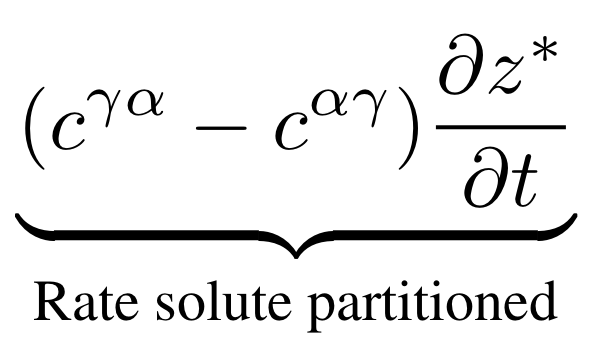 (c^{γα} − c^{αγ}) ∂z*/∂t
Rate solute partitioned